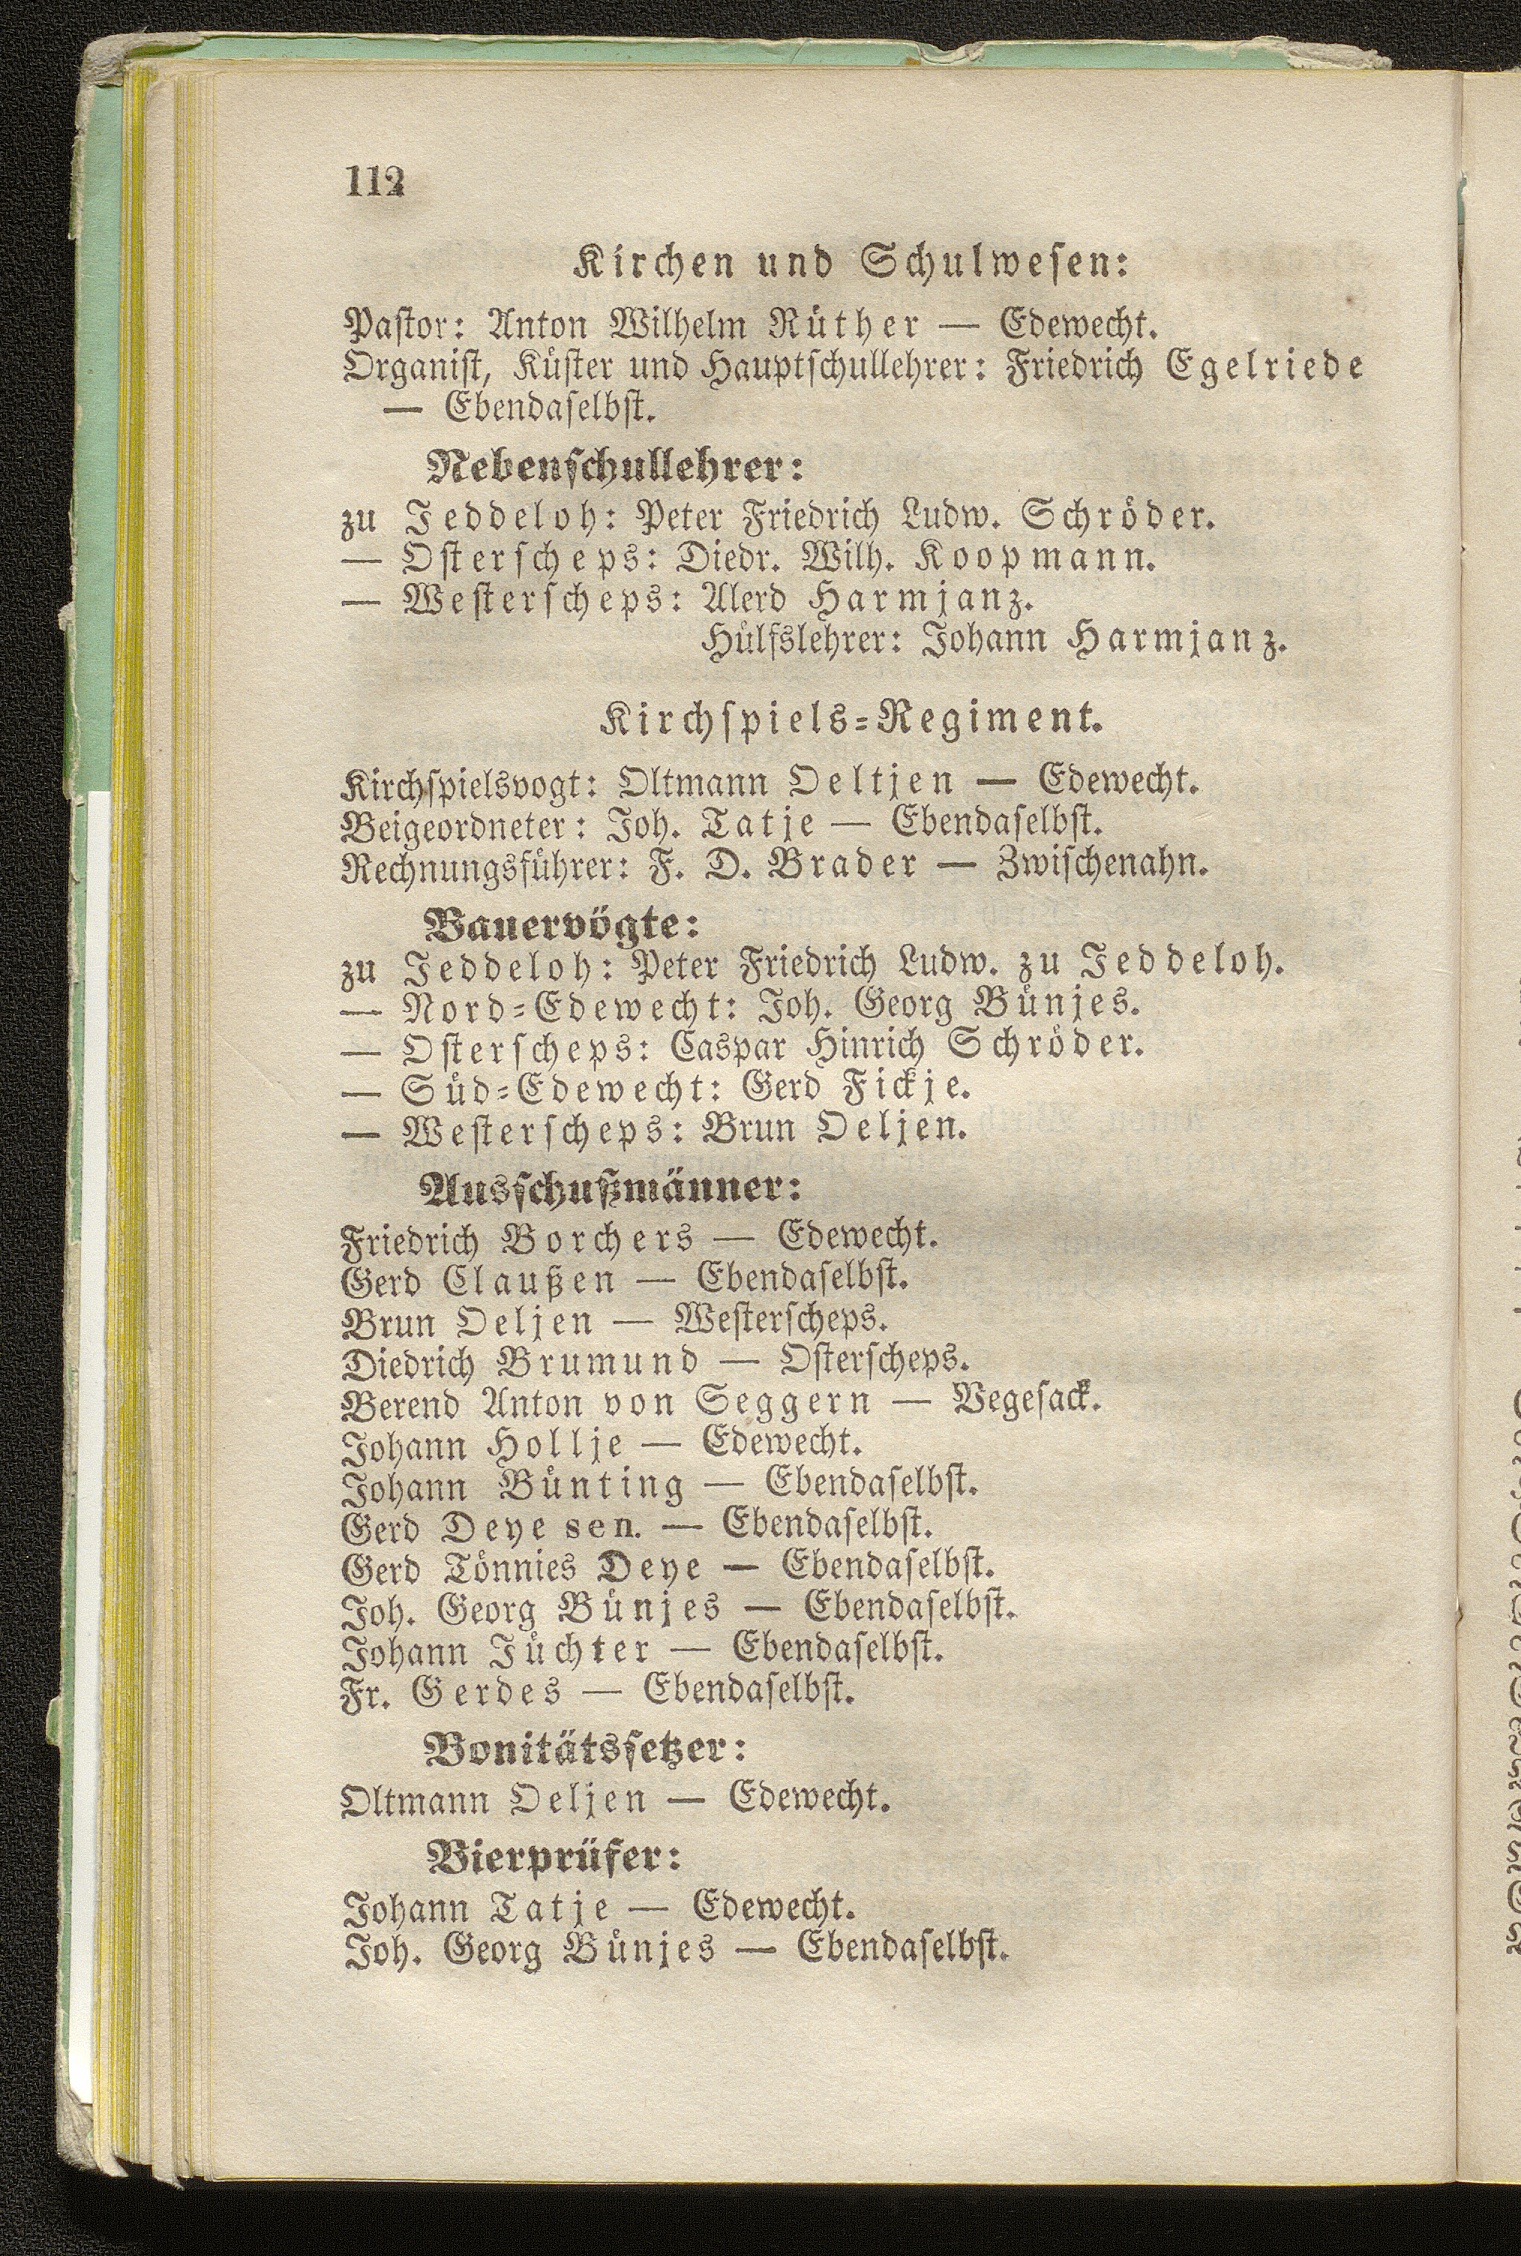 112
Kirchen und Schulwesen:
Pastor: Anton Wilhelm Rüther — Edewecht.
Organist, Küster und Hauptschullehrer: Friedrich Egelriede
— Ebendaselbst.
Nebenschullehrer:
zu Jeddeloh: Peter Friedrich Ludw. Schröder.
— Osterscheps: Diedr. Wilh. Koopmann.
— Westerscheps: Alerd Harmjanz.
Hülfslehrer: Johann Harmjanz.
Kirchspiels-Regiment.
Kirchspielsvogt: Oltmann Oeltjen — Edewecht.
Beigeordneter: Joh. Tatje — Ebendaselbst.
Rechnungsführer: F. D. Brader — Zwischenahn.
Bauervögte:
zu Jeddeloh: Peter Friedrich Ludw. zu Jeddeloh.
— Nord-Edewecht: Joh. Georg Bünjes.
— Osterscheps: Caspar Hinrich Schröder.
— Süd-Edewecht: Gerd Fickje.
— Westerscheps: Brun Oeljen.
Ausschußmänner:
Friedrich Borchers — Edewecht.
Gerd Claußen — Ebendaselbst.
Brun Oeljen — Westerscheps.
Diedrich Brumund — Osterscheps.
Berend Anton von Seggern — Vegesack.
Johann Hollje — Edewecht.
Johann Bünting — Ebendaselbst.
Gerd Deye sen. — Ebendaselbst.
Gerd Tönnies Deye — Ebendaselbst.
Joh. Georg Bünjes — Ebendaselbst.
Johann Jüchter — Ebendaselbst.
Fr. Gerdes — Ebendaselbst.
Bonitätssetzer:
Oltmann Oeljen — Edewecht.
Bierprüfer:
Johann Tatje — Edewecht.
Joh. Georg Bünjes — Ebendaselbst.